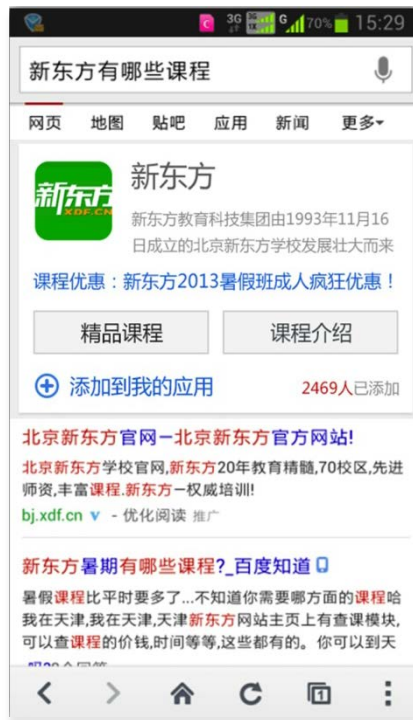 3G
G
70%
15:29
新东方有哪些课程
网页 地图 贴吧 应用 新闻 更多
新东方
XDF.CN
新东方
新东方教育科技集团由1993年11月16
日成立的北京新东方学校发展壮大而来
课程优惠：新东方2013暑假班成人疯狂优惠！
精品课程 课程介绍
添加到我的应用 2469人已添加
北京新东方官网—北京新东方官方网站!
北京新东方学校官网,新东方20年教育精髓,70校区,先进
师资,丰富课程.新东方—权威培训!
bj.xdf.cn v - 优化阅读 推广
新东方暑期有哪些课程?_百度知道
暑假课程比平时要多了...不知道你需要哪方面的课程哈
我在天津,我在天津,天津新东方网站主页上有查课模块,
可以查课程的价钱,时间等等,这些都有的。 你可以到天
1